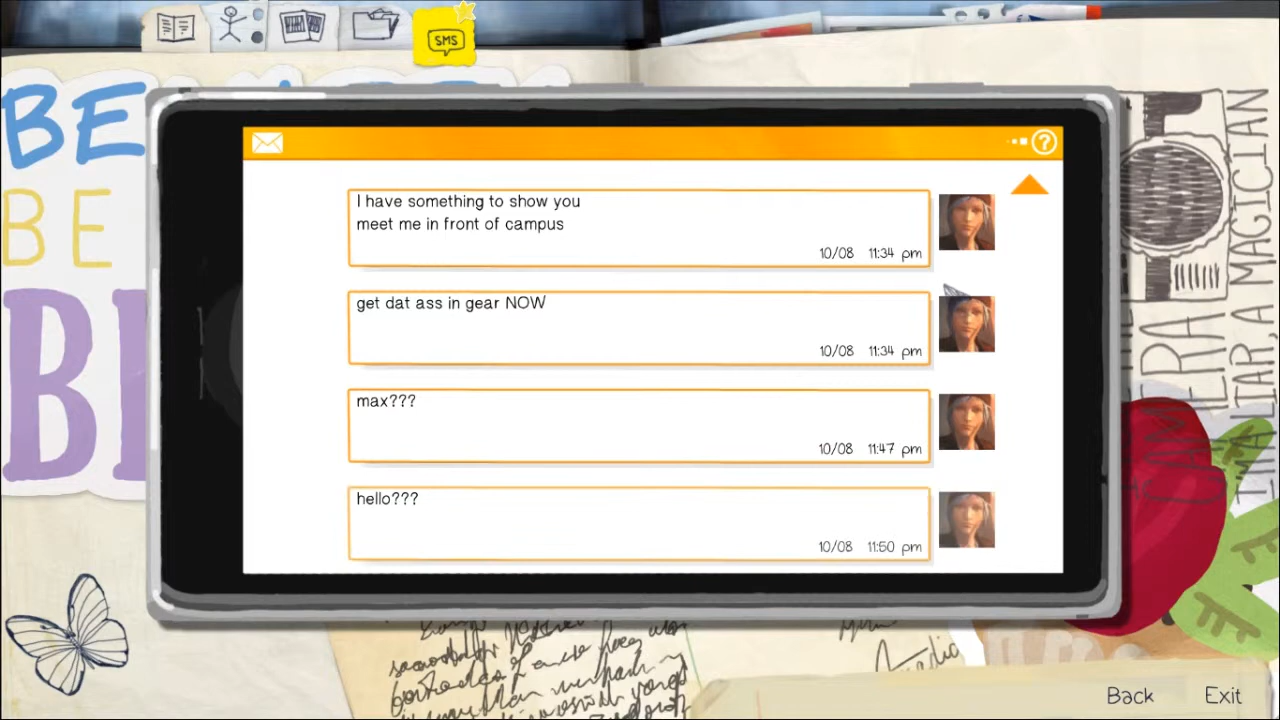 SMS
BE
BE
I have something to show you
meet me in front of campus
10/08 11:34 pm
get dat ass in gear NOW
10/08 11:34 pm
max???
10/08 11:47 pm
hello???
10/08 11:50 pm
?
CAMERA
LIAR, A MAGICIAN
Back Exit